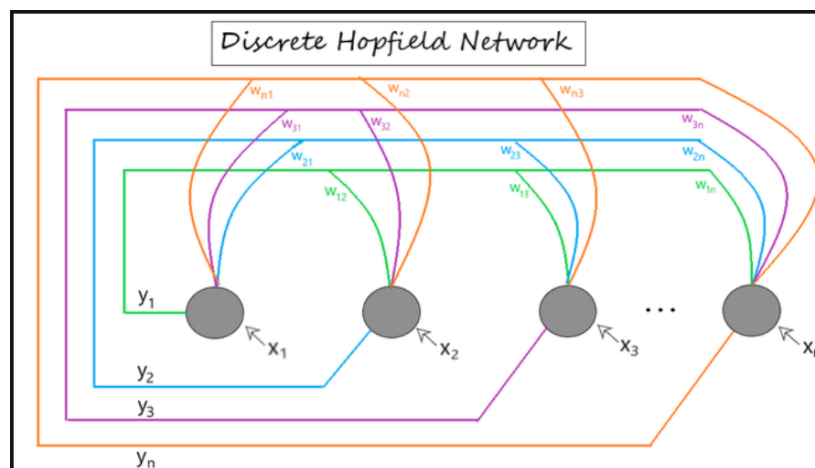 Discrete Hopfield Network
wn1 wn2 wn3
w31 w32 w3n
w21 w23 w2n
w12 w13 w1n
y1
...
x1 x2 x3
y2
y3
yn